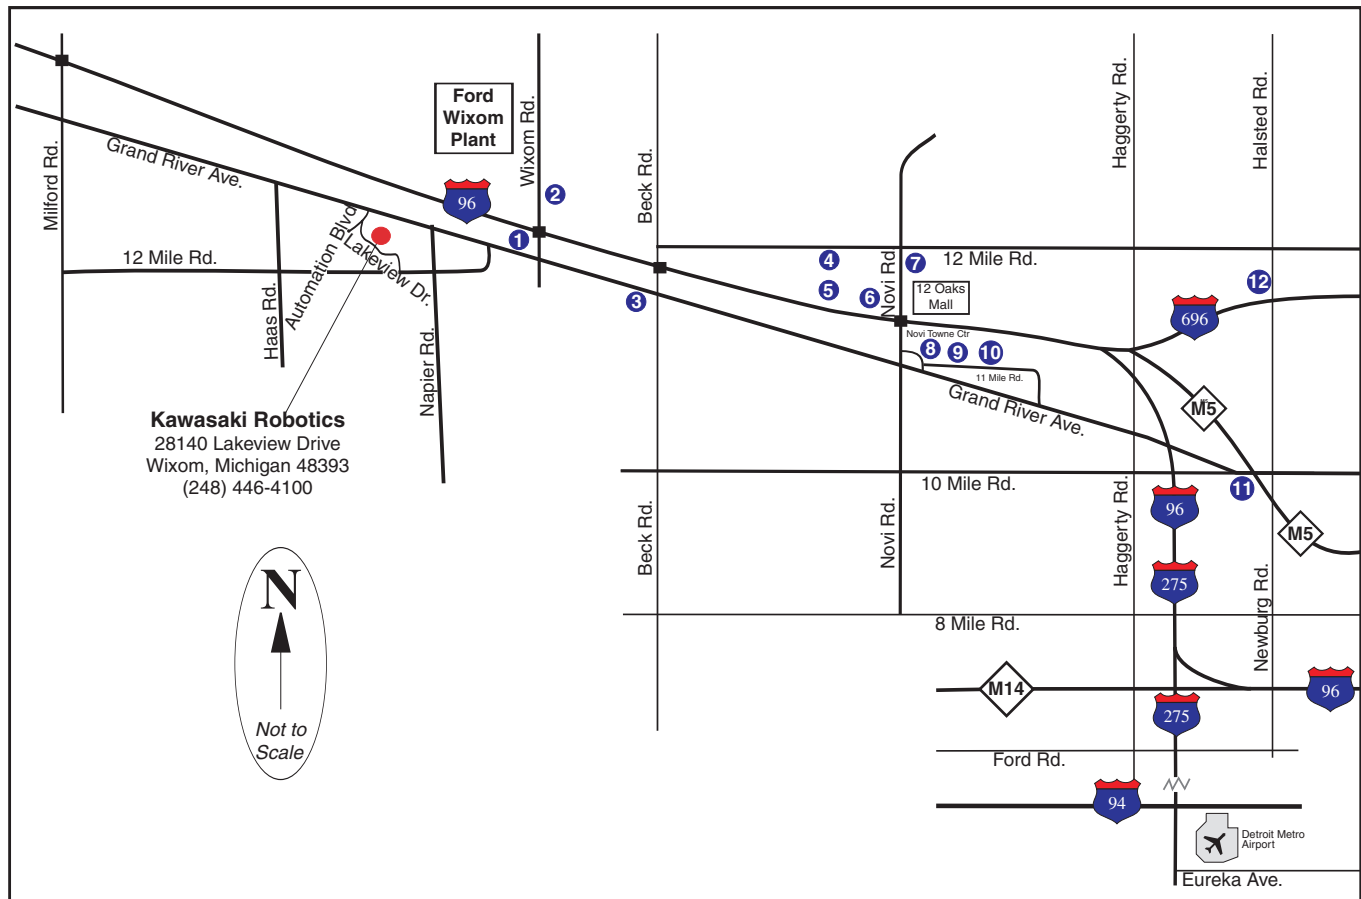 Ford
Wixom
Plant
Milford Rd.
Grand River Ave.
96
Wixom Rd.
2
1
Beck Rd.
3
12 Mile Rd.
Haas Rd.
Automation Blvd
Lakeview Dr.
Napier Rd.
Kawasaki Robotics
28140 Lakeview Drive
Wixom, Michigan 48393
(248) 446-4100
N
Not to
Scale
4
5
6
Novi Rd.
7
12 Mile Rd.
12 Oaks
Mall
Novi Towne Ctr
8
9
10
11 Mile Rd.
Grand River Ave.
Haggerty Rd.
Halsted Rd.
12
696
M5
10 Mile Rd.
11
96
M5
Beck Rd.
Novi Rd.
Haggerty Rd.
275
Newburg Rd.
8 Mile Rd.
M14
96
275
Ford Rd.
94
Detroit Metro
Airport
Eureka Ave.